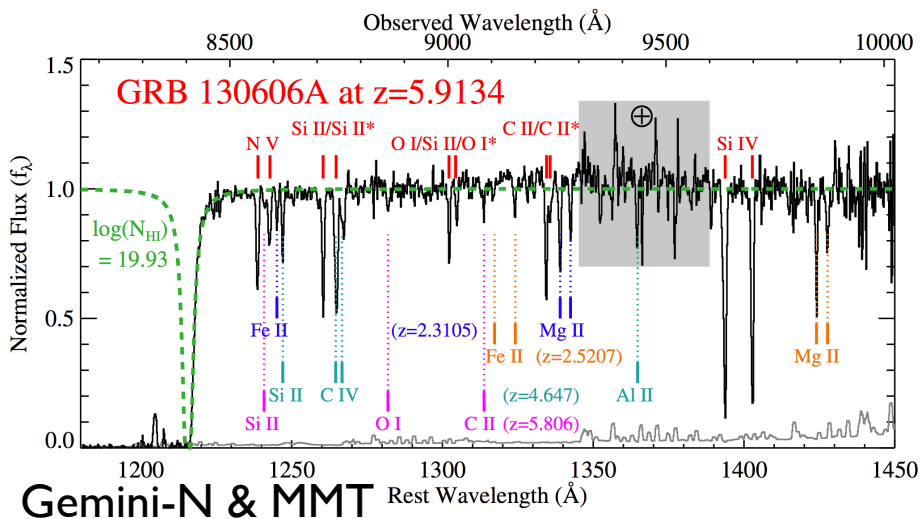 Observed Wavelength (Å)
8500 9000 9500 10000
1.5
GRB 130606A at z=5.9134
Si II/Si II* C II/C II*
N V O I/Si II/O I* Si IV
1.0
log(N_HI)
= 19.93
Normalized Flux (f_λ)
0.5
Fe II (z=2.3105) Mg II
Fe II (z=2.5207) Mg II
Si II C IV (z=4.647) Al II
Si II O I C II (z=5.806)
0.0
1200 1250 1300 1350 1400 1450
Rest Wavelength (Å)
Gemini-N & MMT